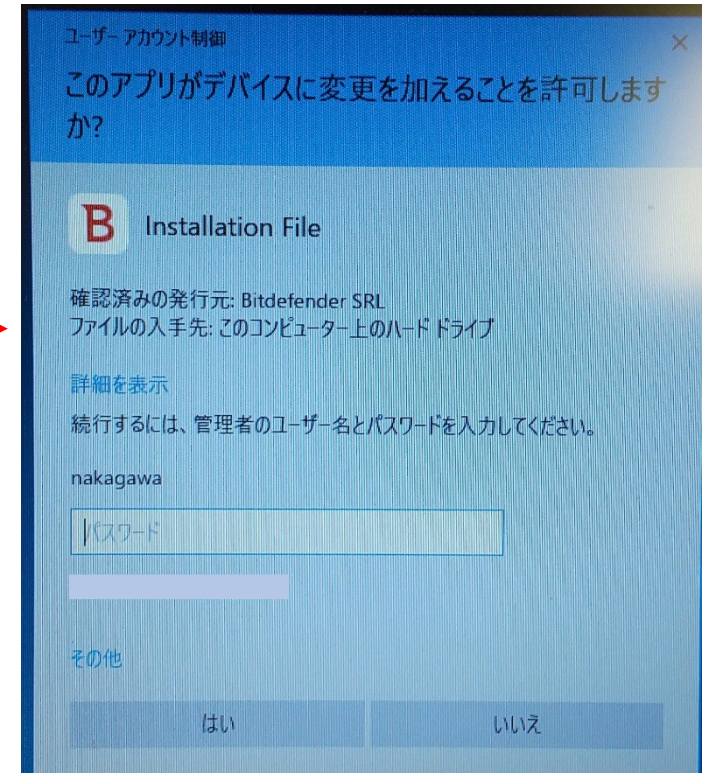 ユーザー アカウント制御
×
このアプリがデバイスに変更を加えることを許可します
か?
B Installation File
確認済みの発行元: Bitdefender SRL
ファイルの入手先: このコンピューター上のハード ドライブ
詳細を表示
続行するには、管理者のユーザー名とパスワードを入力してください。
nakagawa
パスワード
その他
はい いいえ